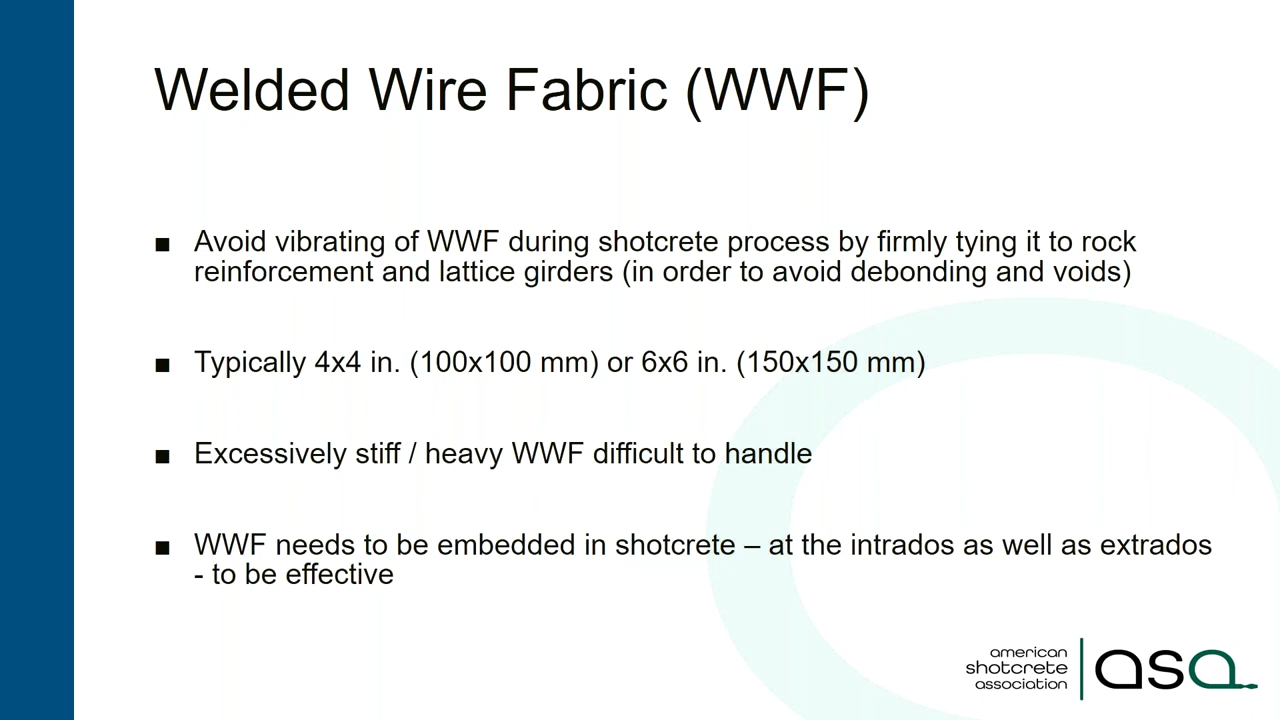 Welded Wire Fabric (WWF)
■ Avoid vibrating of WWF during shotcrete process by firmly tying it to rock
reinforcement and lattice girders (in order to avoid debonding and voids)
■ Typically 4x4 in. (100x100 mm) or 6x6 in. (150x150 mm)
■ Excessively stiff / heavy WWF difficult to handle
■ WWF needs to be embedded in shotcrete – at the intrados as well as extrados
- to be effective
american
shotcrete
association
asa